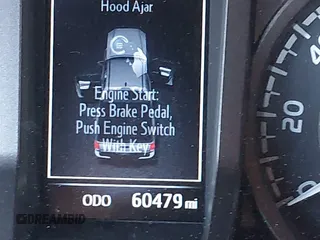 Hood Ajar
Engine Start:
Press Brake Pedal,
Push Engine Switch
With Key
ODO 60479 mi
20
DREAMBID